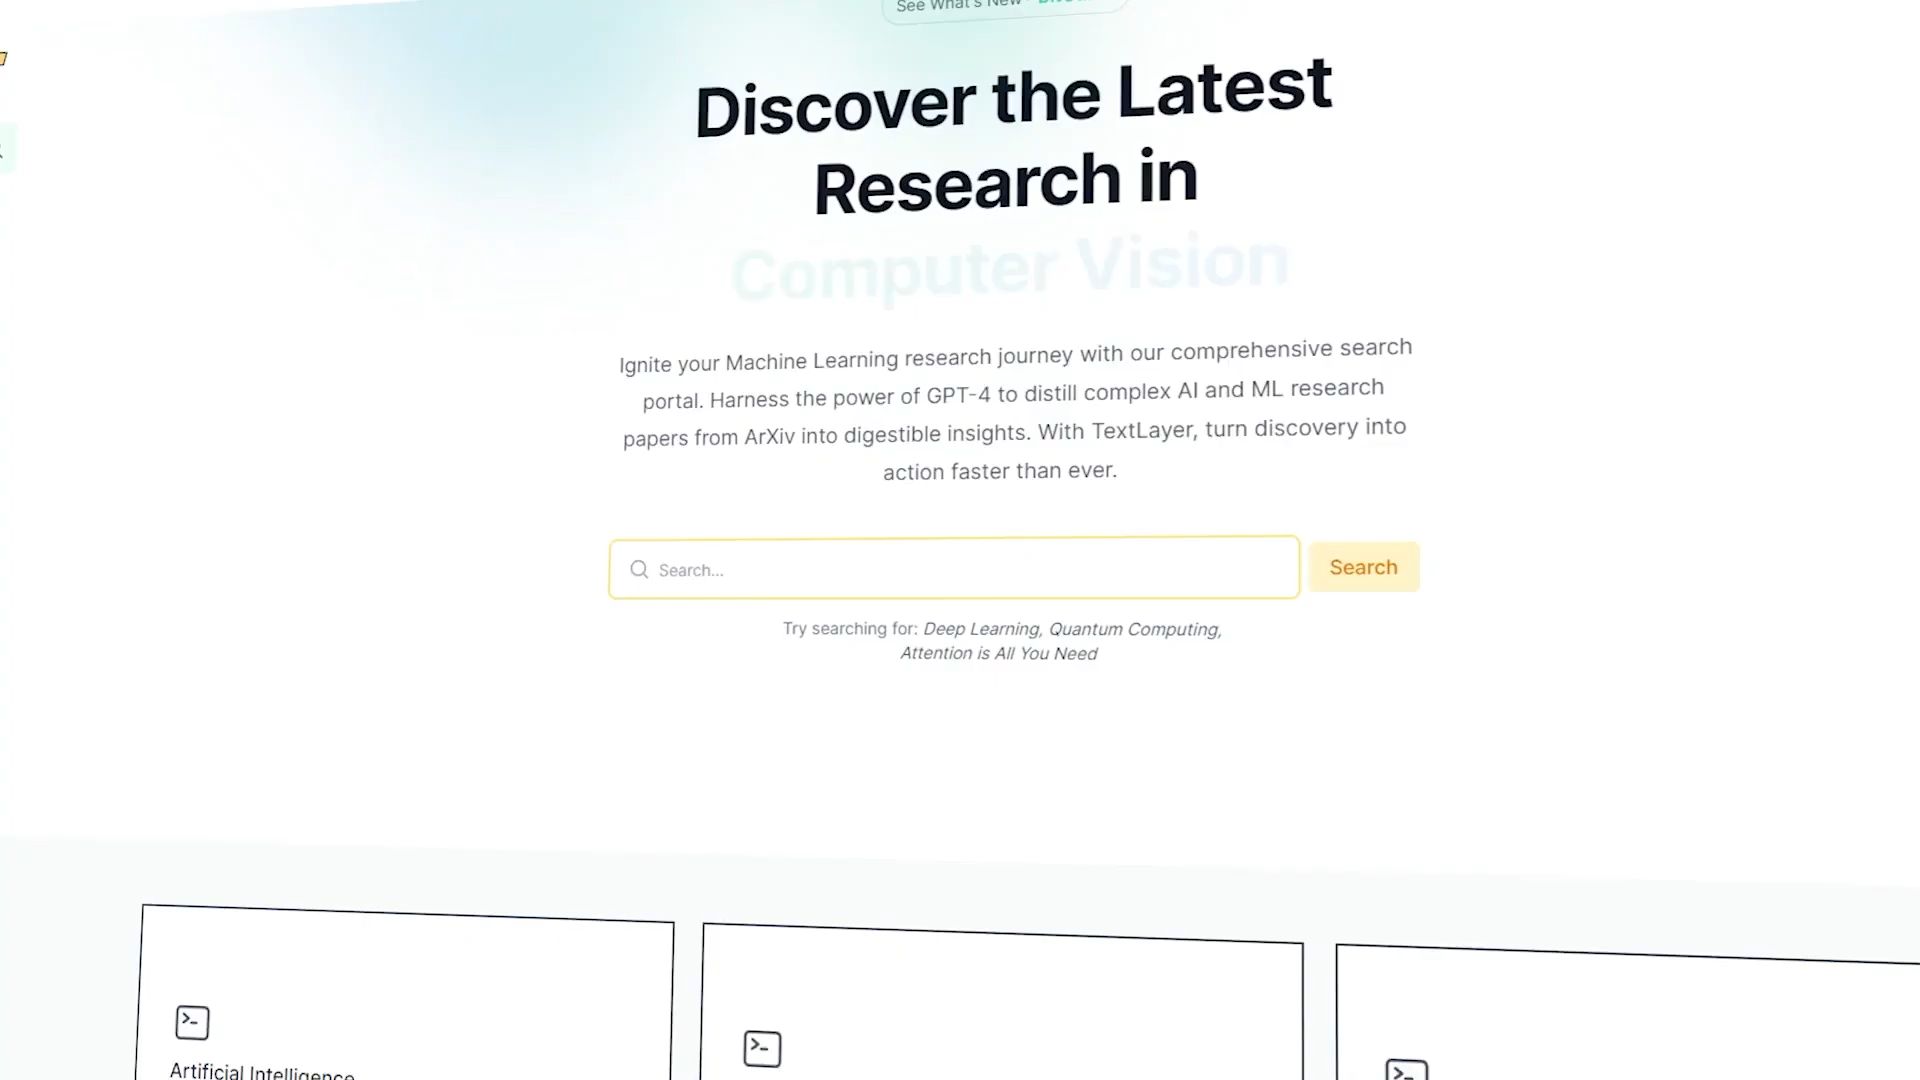 See What's New
Discover the Latest
Research in
Computer Vision
Ignite your Machine Learning research journey with our comprehensive search
portal. Harness the power of GPT-4 to distill complex AI and ML research
papers from ArXiv into digestible insights. With TextLayer, turn discovery into
action faster than ever.
Search...
Search
Try searching for: Deep Learning, Quantum Computing,
Attention is All You Need
Artificial Intelligence